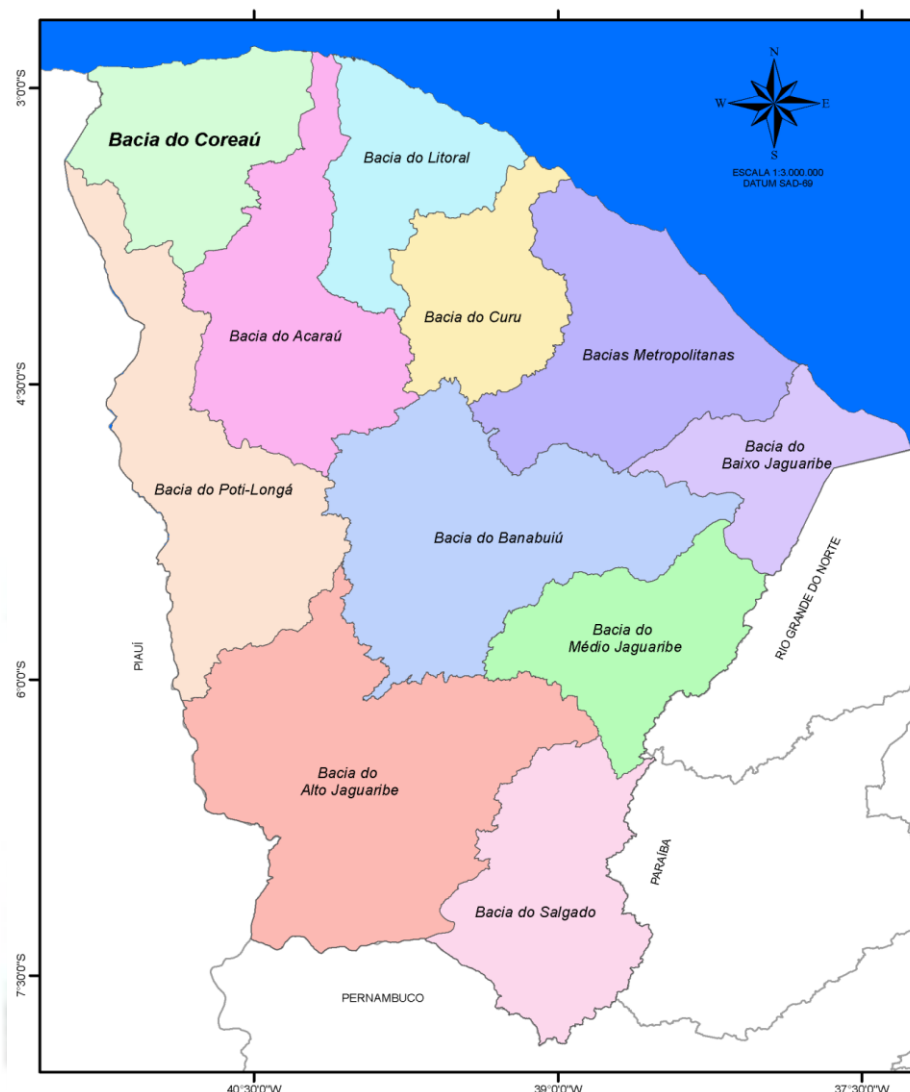 3°0'0"S
4°30'0"S
6°0'0"S
7°30'0"S
N
W
E
S
ESCALA 1:3.000.000
DATUM SAD-69
Bacia do Coreaú
Bacia do Litoral
Bacia do Acaraú
Bacia do Curu
Bacias Metropolitanas
Bacia do
Baixo Jaguaribe
Bacia do Poti-Longá
Bacia do Banabuiú
Bacia do
Médio Jaguaribe
RIO GRANDE DO NORTE
PIAUÍ
Bacia do
Alto Jaguaribe
PARAÍBA
Bacia do Salgado
PERNAMBUCO
40°30'0"W
39°0'0"W
37°30'0"W